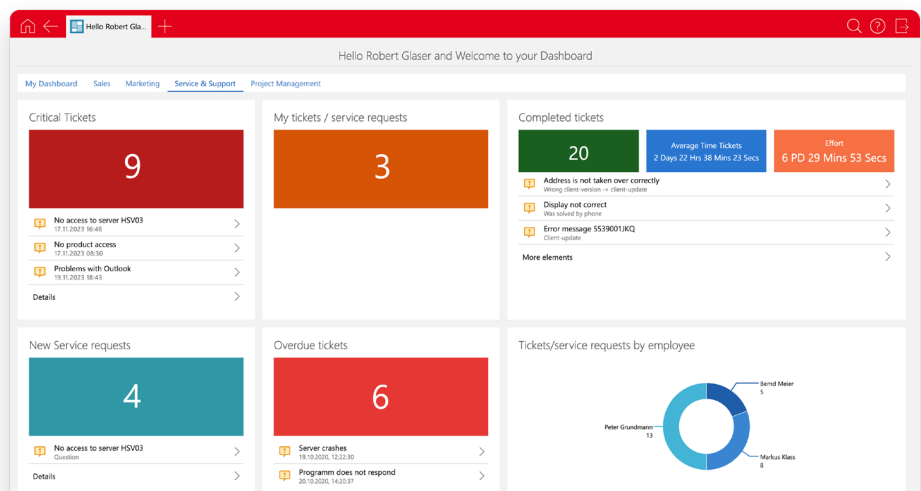 Hello Robert Gla...
Hello Robert Glaser and Welcome to your Dashboard
My Dashboard Sales Marketing Service & Support Project Management
Critical Tickets
9
No access to server HSV03
17.11.2023 16:48
No product access
17.11.2023 08:30
Problems with Outlook
19.11.2023 18:43
Details
My tickets / service requests
3
Completed tickets
20
Average Time Tickets
2 Days 22 Hrs 38 Mins 23 Secs
Effort
6 PD 29 Mins 53 Secs
Address is not taken over correctly
Wrong client-version -> client-update
Display not correct
Was solved by phone
Error message 5539001JKQ
Client-update
More elements
New Service requests
4
No access to server HSV03
Question
Details
Overdue tickets
6
Server crashes
19.10.2020, 12:22:30
Programm does not respond
20.10.2020, 14:20:37
Tickets/service requests by employee
Bernd Meier
5
Peter Grundmann
13
Markus Klass
8